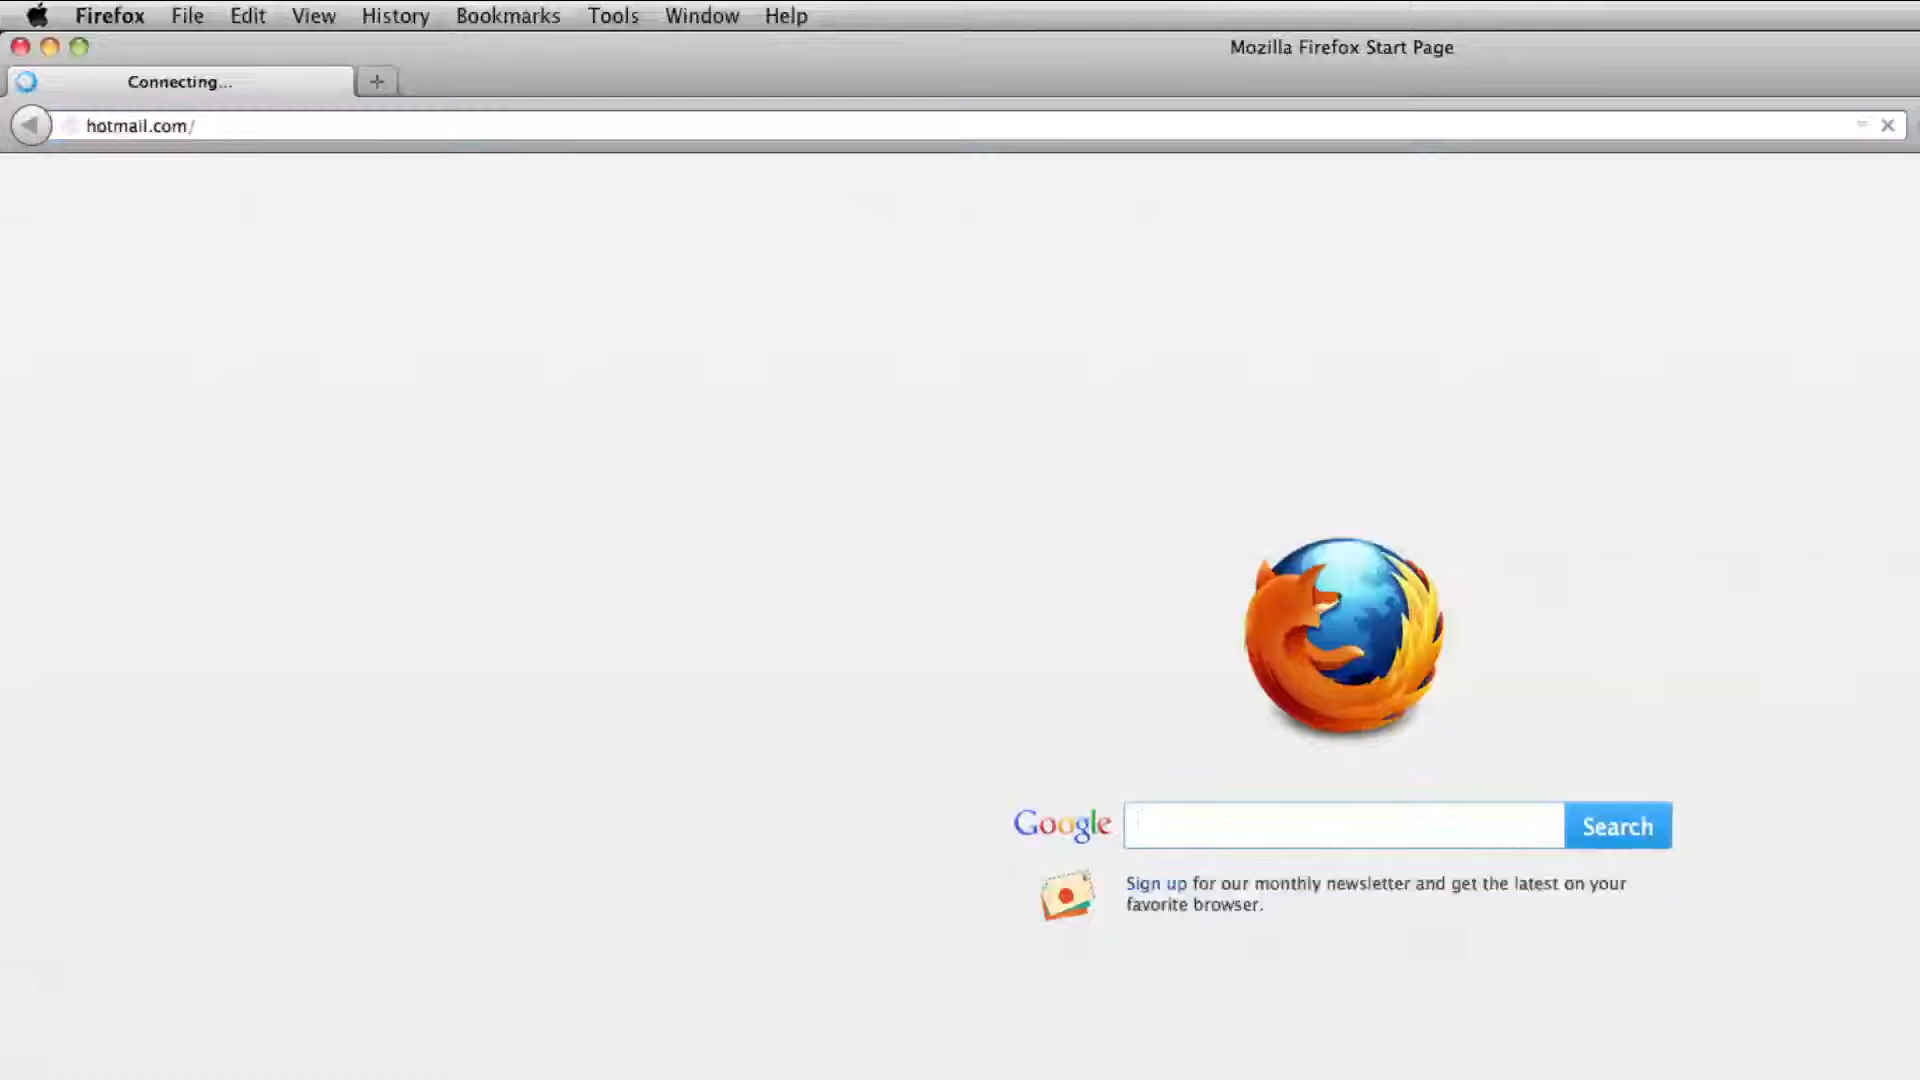 Firefox File Edit View History Bookmarks Tools Window Help
Mozilla Firefox Start Page
Connecting...
hotmail.com/
Google
Search
Sign up for our monthly newsletter and get the latest on your
favorite browser.